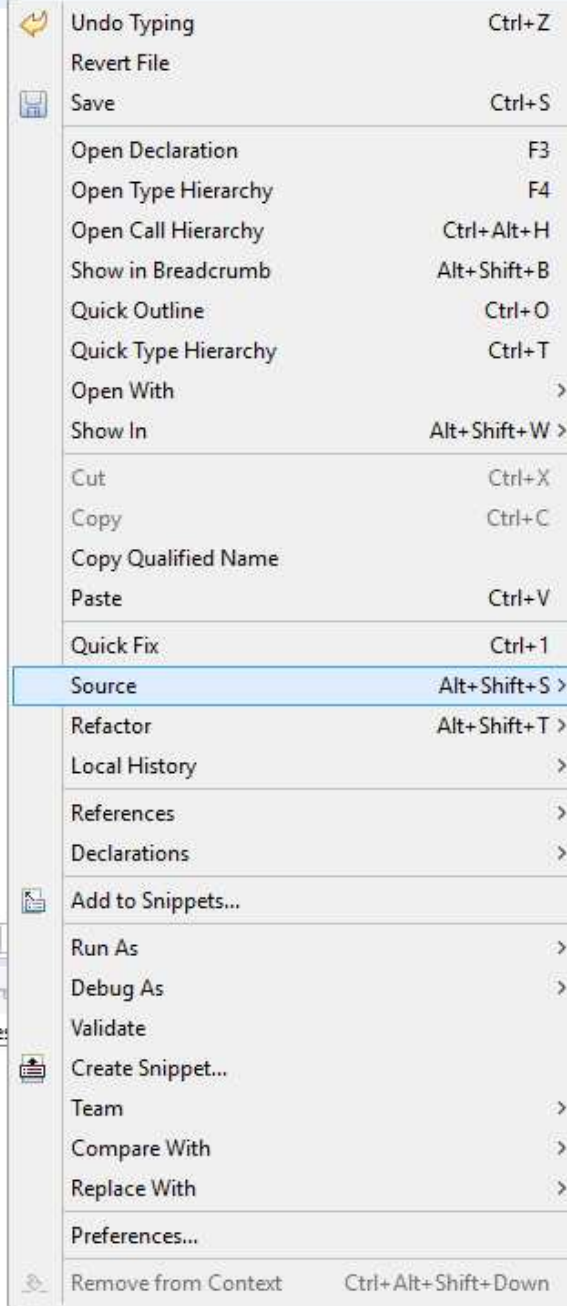 Undo Typing Ctrl+Z
Revert File
Save Ctrl+S
Open Declaration F3
Open Type Hierarchy F4
Open Call Hierarchy Ctrl+Alt+H
Show in Breadcrumb Alt+Shift+B
Quick Outline Ctrl+O
Quick Type Hierarchy Ctrl+T
Open With >
Show In Alt+Shift+W >
Cut Ctrl+X
Copy Ctrl+C
Copy Qualified Name
Paste Ctrl+V
Quick Fix Ctrl+1
Source Alt+Shift+S >
Refactor Alt+Shift+T >
Local History >
References >
Declarations >
Add to Snippets...
Run As >
Debug As >
Validate
Create Snippet...
Team >
Compare With >
Replace With >
Preferences...
Remove from Context Ctrl+Alt+Shift+Down